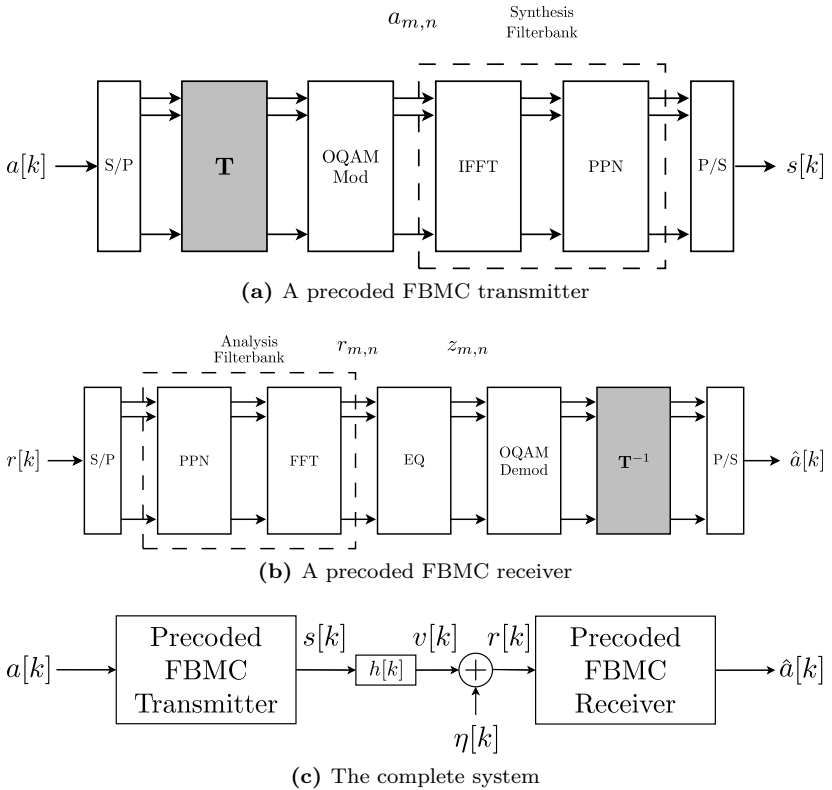 a_{m,n}
Synthesis
Filterbank
a[k]
S/P
T
OQAM
Mod
IFFT
PPN
P/S
s[k]
(a) A precoded FBMC transmitter
Analysis
Filterbank
r_{m,n}
z_{m,n}
r[k]
S/P
PPN
FFT
EQ
OQAM
Demod
T^{-1}
P/S
â[k]
(b) A precoded FBMC receiver
a[k]
Precoded
FBMC
Transmitter
s[k]
h[k]
v[k]
+
η[k]
r[k]
Precoded
FBMC
Receiver
â[k]
(c) The complete system